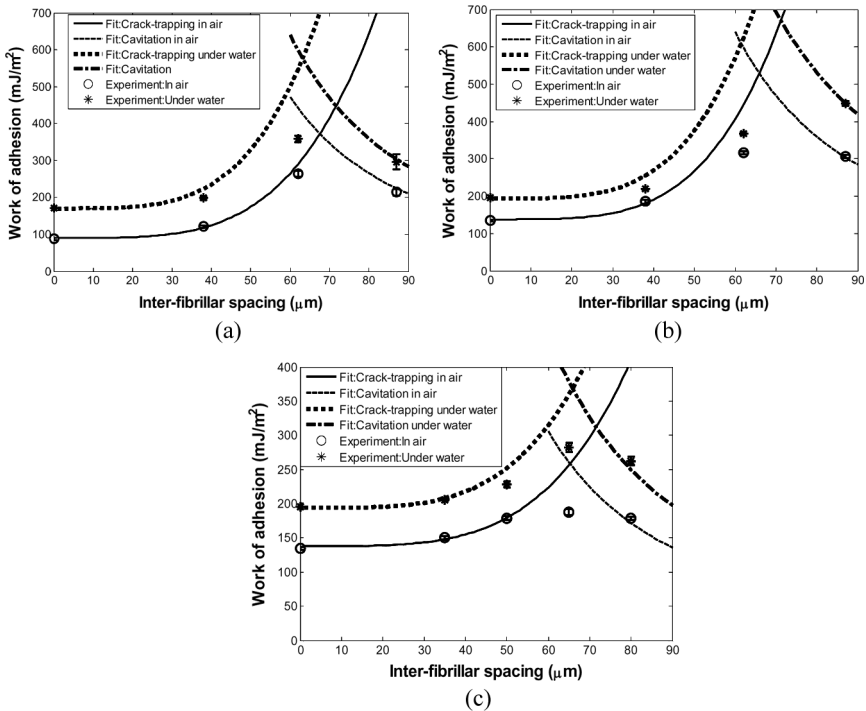 700
600
500
400
300
200
100
0
Work of adhesion (mJ/m²)
Fit:Crack-trapping in air
Fit:Cavitation in air
Fit:Crack-trapping under water
Fit:Cavitation
Experiment:In air
Experiment:Under water
0 10 20 30 40 50 60 70 80 90
Inter-fibrillar spacing (μm)
(a)
700
600
500
400
300
200
100
0
Work of adhesion (mJ/m²)
Fit:Crack-trapping in air
Fit:Cavitation in air
Fit:Crack-trapping under water
Fit:Cavitation under water
Experiment:In air
Experiment:Under water
0 10 20 30 40 50 60 70 80 90
Inter-fibrillar spacing (μm)
(b)
400
350
300
250
200
150
100
50
0
Work of adhesion (mJ/m²)
Fit:Crack-trapping in air
Fit:Cavitation in air
Fit:Crack-trapping under water
Fit:Cavitation under water
Experiment:In air
Experiment:Under water
0 10 20 30 40 50 60 70 80 90
Inter-fibrillar spacing (μm)
(c)